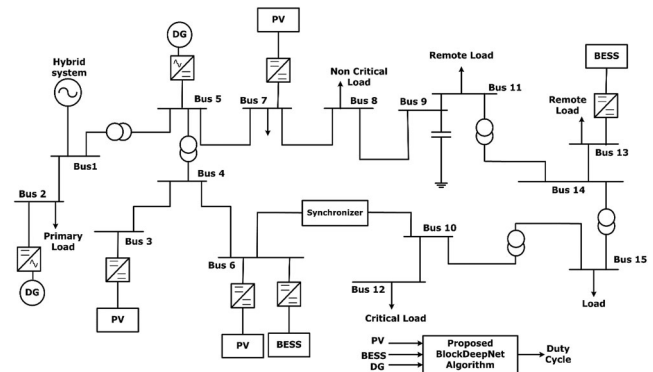 PV
DG
BESS
Hybrid
system
Non Critical
Load
Remote Load
Bus 11
Remote
Load
Bus 5
Bus 7
Bus 8
Bus 9
Bus 13
Bus1
Bus 4
Bus 14
Bus 2
Primary
Load
Bus 3
Synchronizer
Bus 10
Bus 6
Bus 12
Bus 15
DG
PV
PV
BESS
Critical Load
Load
PV
BESS
DG
Proposed
BlockDeepNet
Algorithm
Duty
Cycle